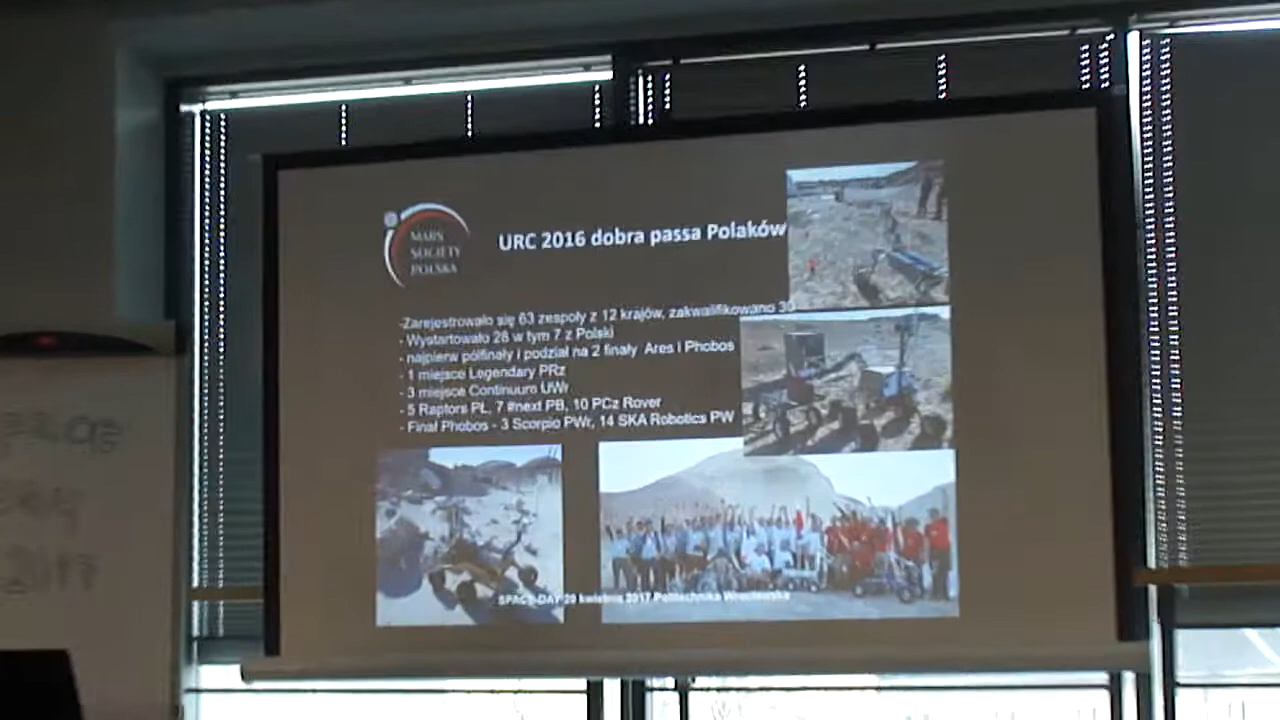 MARS
SOCIETY
POLSKA
URC 2016 dobra passa Polaków
-Zarejestrowało się 63 zespoły z 12 krajów, zakwalifikowano 30
- Wystartowało 28 w tym 7 z Polski
- najpierw półfinały i podział na 2 finały Ares i Phobos
- 1 miejsce Legendary PRz
- 3 miejsce Continuum UWr
- 5 Raptors PL, 7 #next PB, 10 PCz Rover
- Finał Phobos - 3 Scorpio PWr, 14 SKA Robotics PW
SPACE-DAY 20 kwietnia 2017 Politechnika Wrocławska